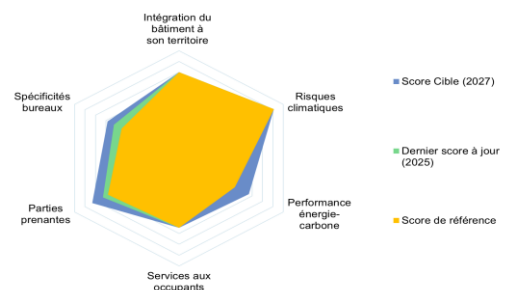 Intégration du
bâtiment à
son territoire
Spécificités
bureaux
Risques
climatiques
Parties
prenantes
Performance
énergie-
carbone
Services aux
occupants
Score Cible (2027)
Dernier score à jour
(2025)
Score de référence